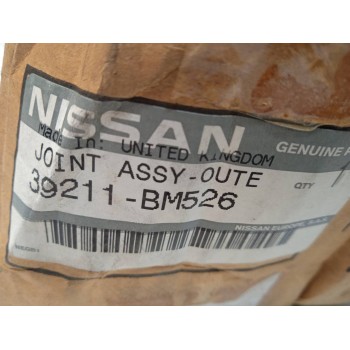 NISSAN
GENUINE
Made in: UNITED KINGDOM
JOINT ASSY-OUTE
QTY
39211-BM526
NISSAN EUROPE, S.A.S